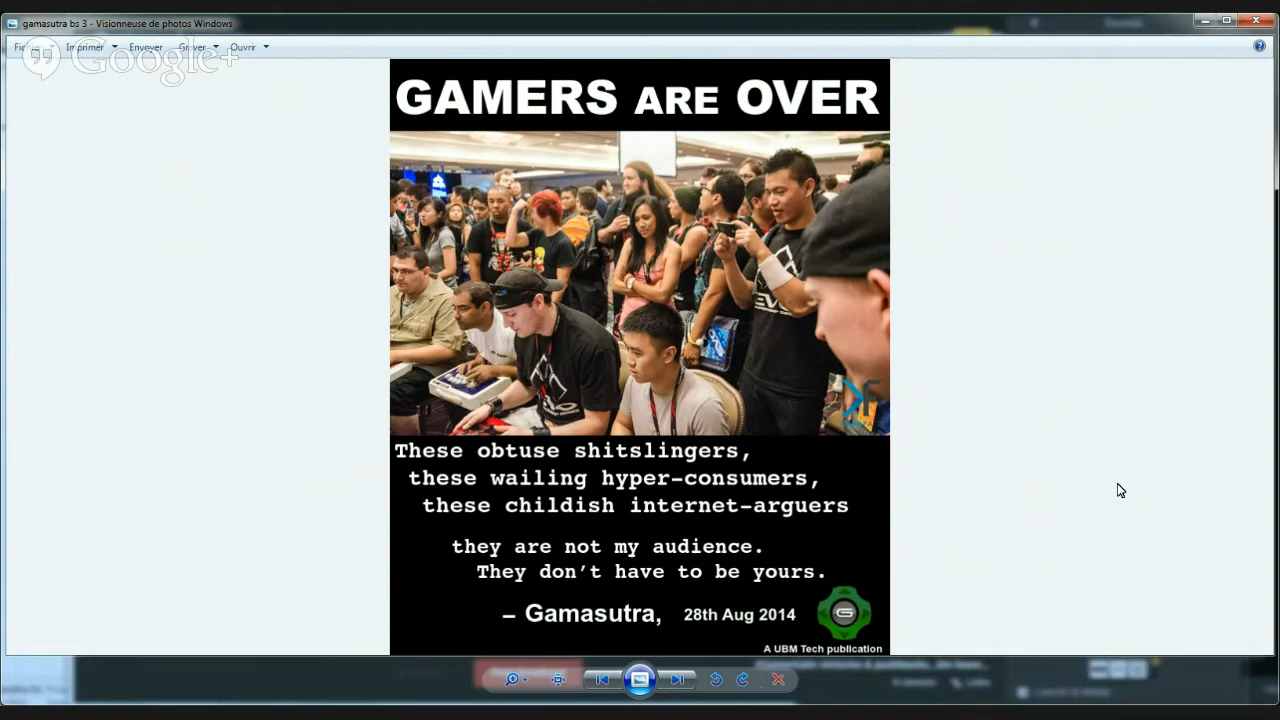 gamasutra bs 3 - Visionneuse de photos Windows
Imprimer Envoyer Graver Ouvrir
Google+
GAMERS ARE OVER
EVO
These obtuse shitslingers,
these wailing hyper-consumers,
these childish internet-arguers
they are not my audience.
They don't have to be yours.
– Gamasutra, 28th Aug 2014
G
A UBM Tech publication